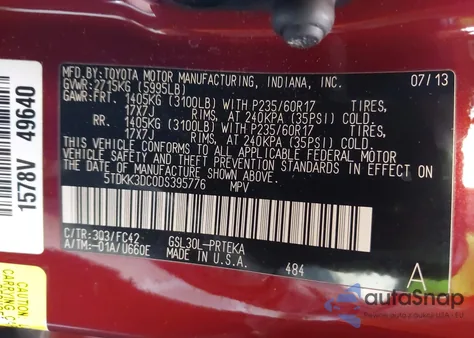 MFD.BY:TOYOTA MOTOR MANUFACTURING, INDIANA, INC. 07/13
GVWR:2715KG (5995LB)
GAWR:FRT. 1405KG (3100LB) WITH P235/60R17 TIRES,
17X7J RIMS, AT 240KPA (35PSI) COLD.
RR. 1405KG (3100LB) WITH P235/60R17 TIRES,
17X7J RIMS, AT 240KPA (35PSI) COLD.
THIS VEHICLE CONFORMS TO ALL APPLICABLE FEDERAL
MOTOR VEHICLE SAFETY, BUMPER, AND THEFT PREVENTION
STANDARDS IN EFFECT ON THE DATE OF MANUFACTURE SHOWN
ABOVE.
5TDKK3DC0DS395776 MPV
C/TR:3Q3/FC42 GSL30L-PRTEKA
A/TM:-01A/U660E MADE IN U.S.A.
484 A
1578V 49640
CAUTION
CARRYING
autoSnap